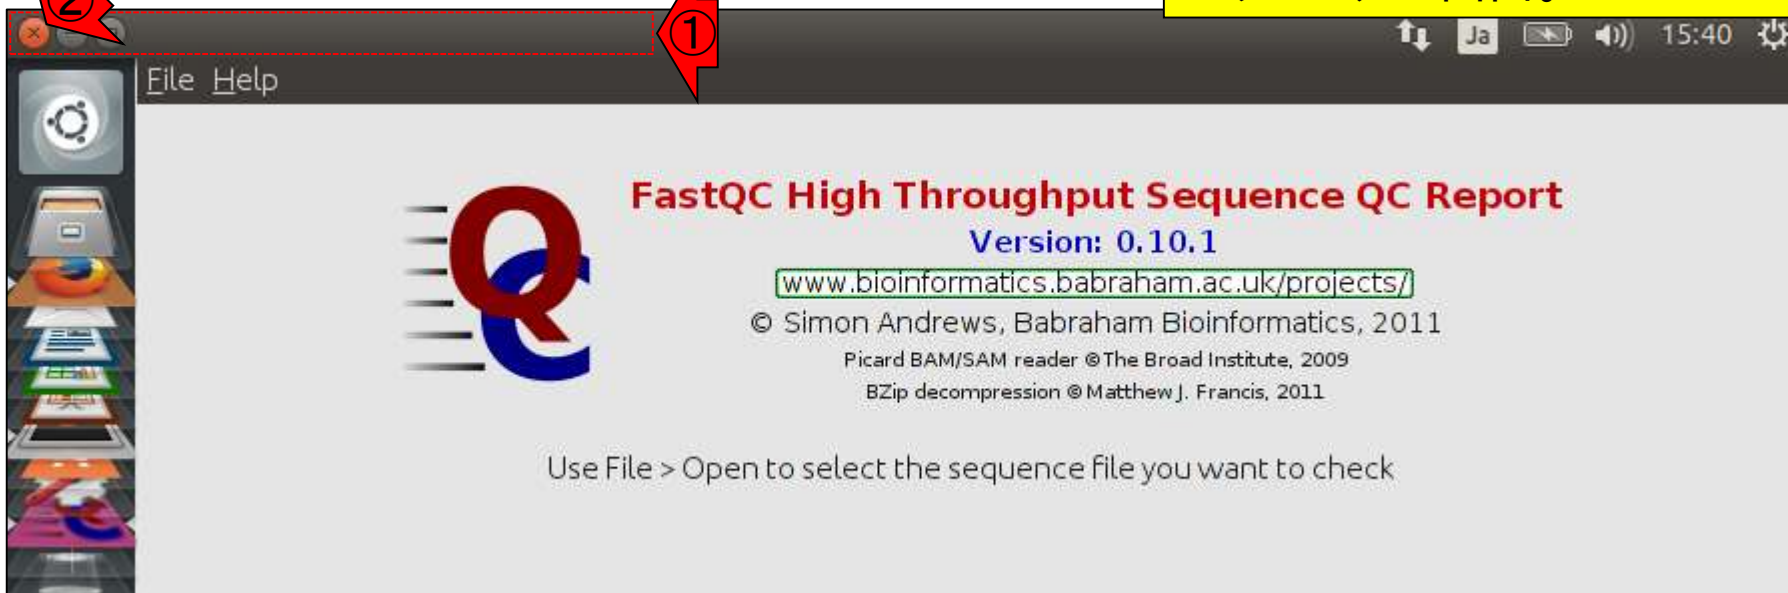 ②
①
Ja 15:40
File Help
FastQC High Throughput Sequence QC Report
Version: 0.10.1
www.bioinformatics.babraham.ac.uk/projects/
© Simon Andrews, Babraham Bioinformatics, 2011
Picard BAM/SAM reader ©The Broad Institute, 2009
BZip decompression ©Matthew J. Francis, 2011
Use File > Open to select the sequence file you want to check